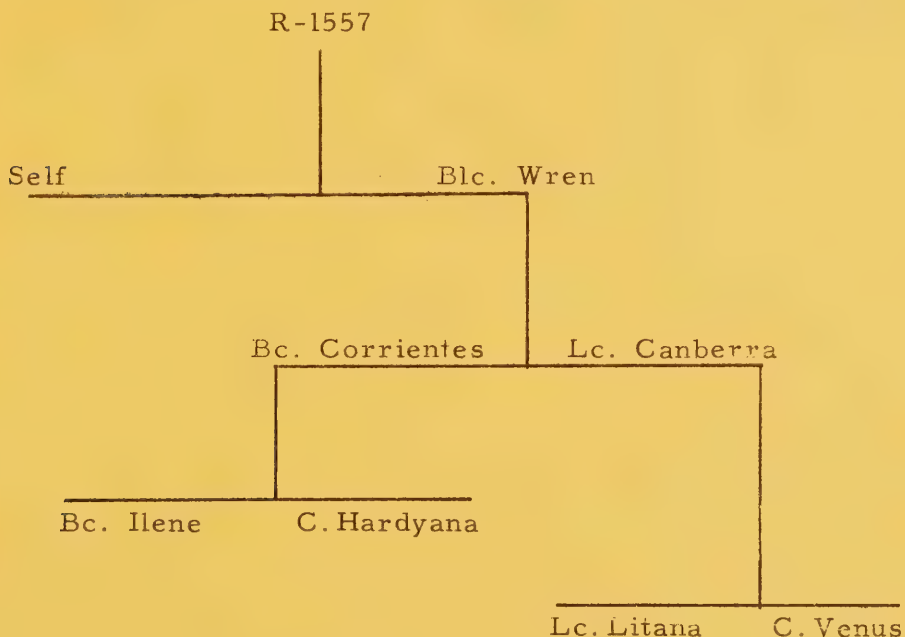 R-1557
Self Blc. Wren
Bc. Corrientes Lc. Canberra
Bc. Ilene C. Hardyana
Lc. Litana C. Venus